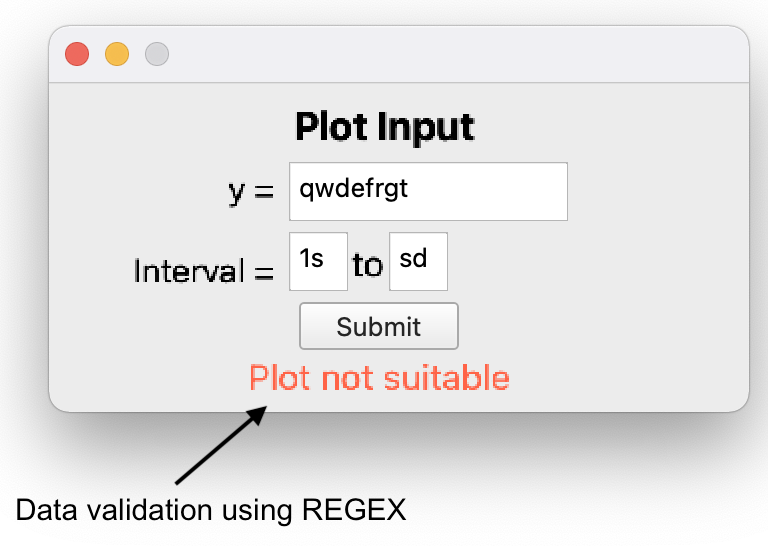 Plot Input
y = qwdefrgt
Interval = 1s to sd
Submit
Plot not suitable
Data validation using REGEX